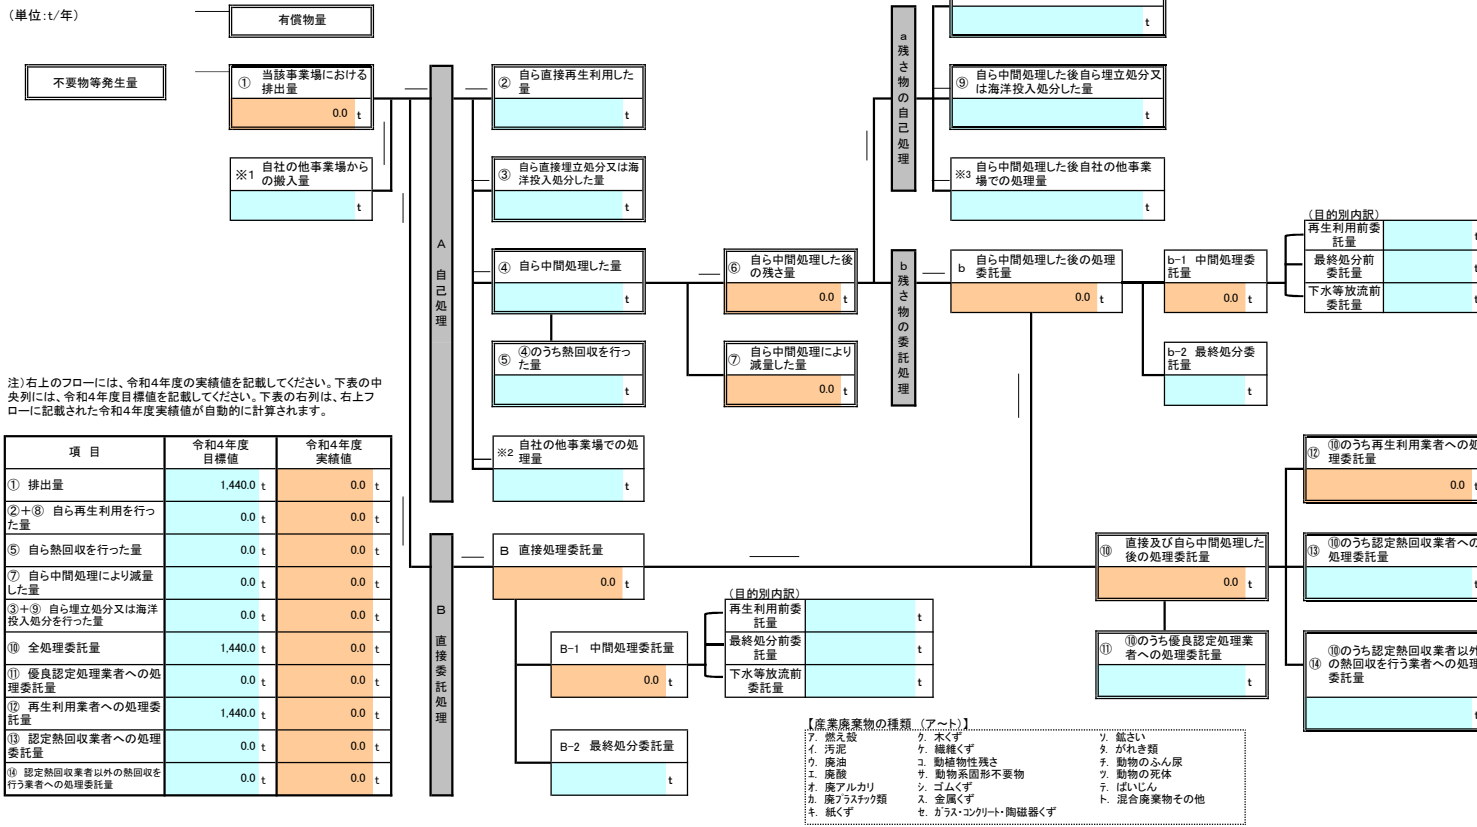 （単位:t/年）
有償物量
不要物等発生量
① 当該事業場における
排出量
0.0 t
※1 自社の他事業場から
の搬入量
t
A
自
己
処
理
② 自ら直接再生利用した
量
t
③ 自ら直接埋立処分又は海
洋投入処分した量
t
④ 自ら中間処理した量
t
⑤ ④のうち熱回収を行っ
た量
t
※2 自社の他事業場での処
理量
t
⑥ 自ら中間処理した後
の残さ量
0.0 t
⑦ 自ら中間処理により
減量した量
0.0 t
a
残
さ
物
の
自
己
処
理
t
⑨ 自ら中間処理した後自ら埋立処分又
は海洋投入処分した量
t
※3 自ら中間処理した後自社の他事業
場での処理量
t
b
残
さ
物
の
委
託
処
理
b 自ら中間処理した後の処理
委託量
0.0 t
b-1 中間処理委
託量
0.0 t
b-2 最終処分委
託量
t
（目的別内訳）
再生利用前委
託量
t
最終処分前
委託量
t
下水等放流前
委託量
t
注）右上のフローには、令和4年度の実績値を記載してください。下表の中
央列には、令和4年度目標値を記載してください。下表の右列は、右上フ
ローに記載された令和4年度実績値が自動的に計算されます。
項 目 令和4年度
目標値 令和4年度
実績値
① 排出量 1,440.0 t 0.0 t
②＋⑧ 自ら再生利用を行っ
た量 0.0 t 0.0 t
⑤ 自ら熱回収を行った量 0.0 t 0.0 t
⑦ 自ら中間処理により減量
した量 0.0 t 0.0 t
③＋⑨ 自ら埋立処分又は海洋
投入処分を行った量 0.0 t 0.0 t
⑩ 全処理委託量 1,440.0 t 0.0 t
⑪ 優良認定処理業者への処
理委託量 0.0 t 0.0 t
⑫ 再生利用業者への処理委
託量 1,440.0 t 0.0 t
⑬ 認定熱回収業者への処理
委託量 0.0 t 0.0 t
⑭ 認定熱回収業者以外の熱回収を
行う業者への処理委託量 0.0 t 0.0 t
B
直
接
委
託
処
理
B 直接処理委託量
0.0 t
B-1 中間処理委託量
0.0 t
B-2 最終処分委託量
t
（目的別内訳）
再生利用前委
託量
t
最終処分前委
託量
t
下水等放流前
委託量
t
⑩ 直接及び自ら中間処理した
後の処理委託量
0.0 t
⑪ ⑩のうち優良認定処理業
者への処理委託量
t
⑫ ⑩のうち再生利用業者への処
理委託量
0.0 t
⑬ ⑩のうち認定熱回収業者への
処理委託量
t
⑭ ⑩のうち認定熱回収業者以外
の熱回収を行う業者への処理
委託量
t
【産業廃棄物の種類 （ア～ト）】
ア. 燃え殻 ク. 木くず ソ. 鉱さい
イ. 汚泥 ケ. 繊維くず タ. がれき類
ウ. 廃油 コ. 動植物性残さ チ. 動物のふん尿
エ. 廃酸 サ. 動物系固形不要物 ツ. 動物の死体
オ. 廃アルカリ シ. ゴムくず テ. ばいじん
カ. 廃プラスチック類 ス. 金属くず ト. 混合廃棄物その他
キ. 紙くず セ. ガラス・コンクリート・陶磁器くず